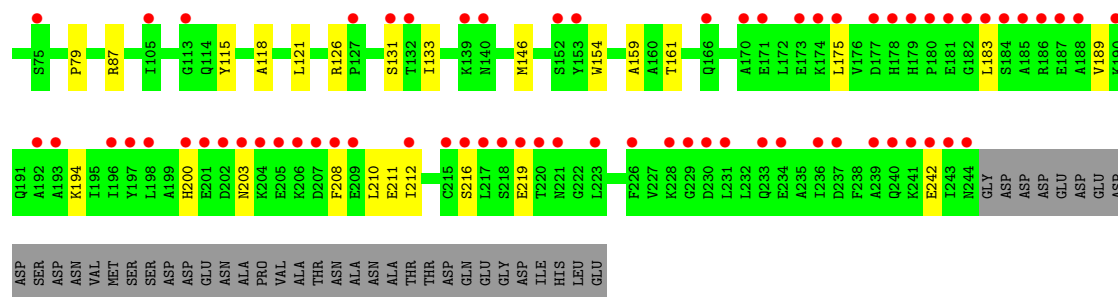 S75 P79 R87 I105 G113 Q114 Y115 A118 L121 R126 P127 S131 T132 I133 K139 N140 M146 S152 Y153 W154 A159 A160 T161 Q166 A170 E171 L172 E173 K174 L175 V176 D177 H178 H179 P180 E181 G182 L183 S184 A185 R186 E187 A188 V189 K190
Q191 A192 A193 K194 I195 I196 Y197 L198 A199 H200 E201 D202 N203 K204 E205 K206 D207 F208 E209 L210 E211 I212 C215 S216 L217 S218 E219 T220 N221 G222 L223 F226 V227 K228 G229 D230 L231 L232 Q233 E234 A235 I236 D237 F238 A239 Q240 K241 E242 I243 N244 GLY ASP ASP ASP GLU ASP GLU ASP
ASP SER ASP ASN VAL MET SER SER ASP ASP GLU ASN ALA PRO VAL ALA THR ASN ALA ASN ALA THR THR ASP GLN GLU GLY ASP ILE HIS LEU GLU